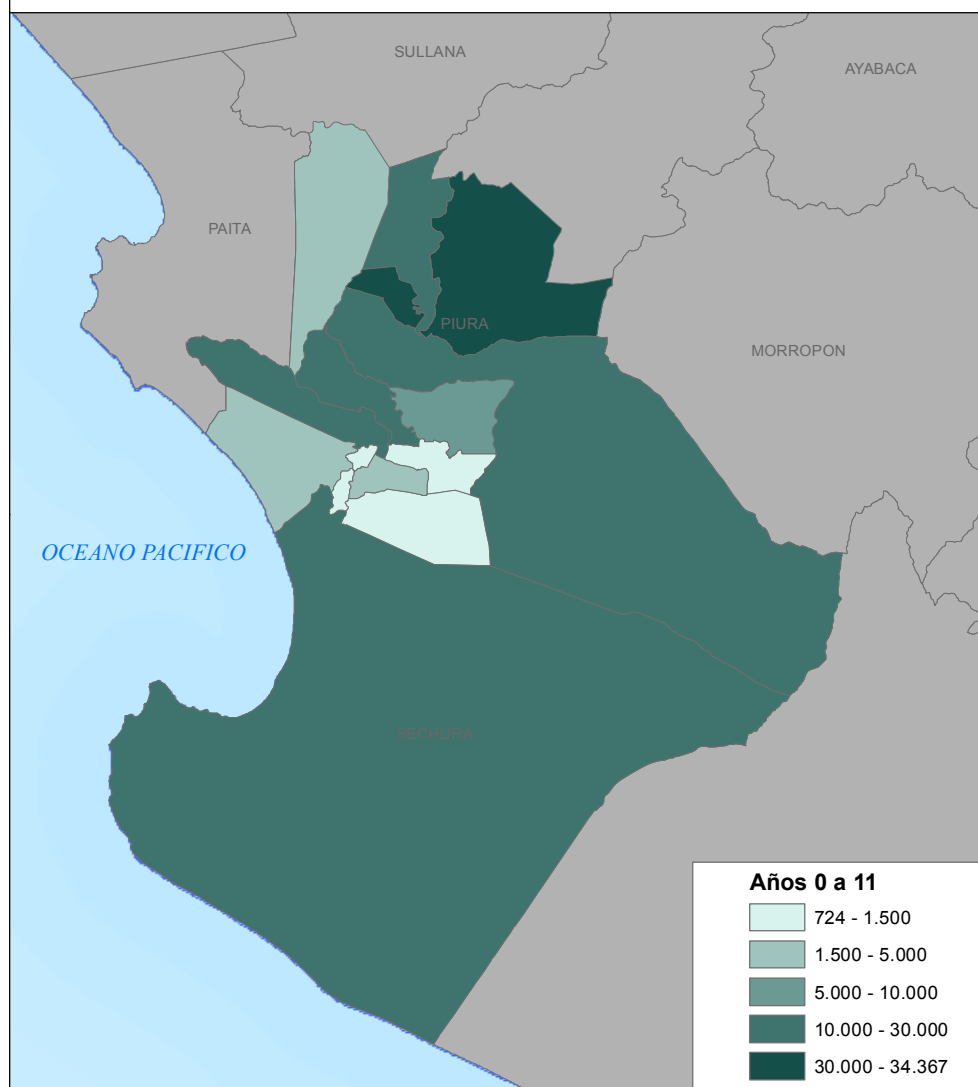 SULLANA
AYABACA
PAITA
PIURA
MORROPON
OCEANO PACIFICO
SECHURA
Años 0 a 11
724 - 1.500
1.500 - 5.000
5.000 - 10.000
10.000 - 30.000
30.000 - 34.367